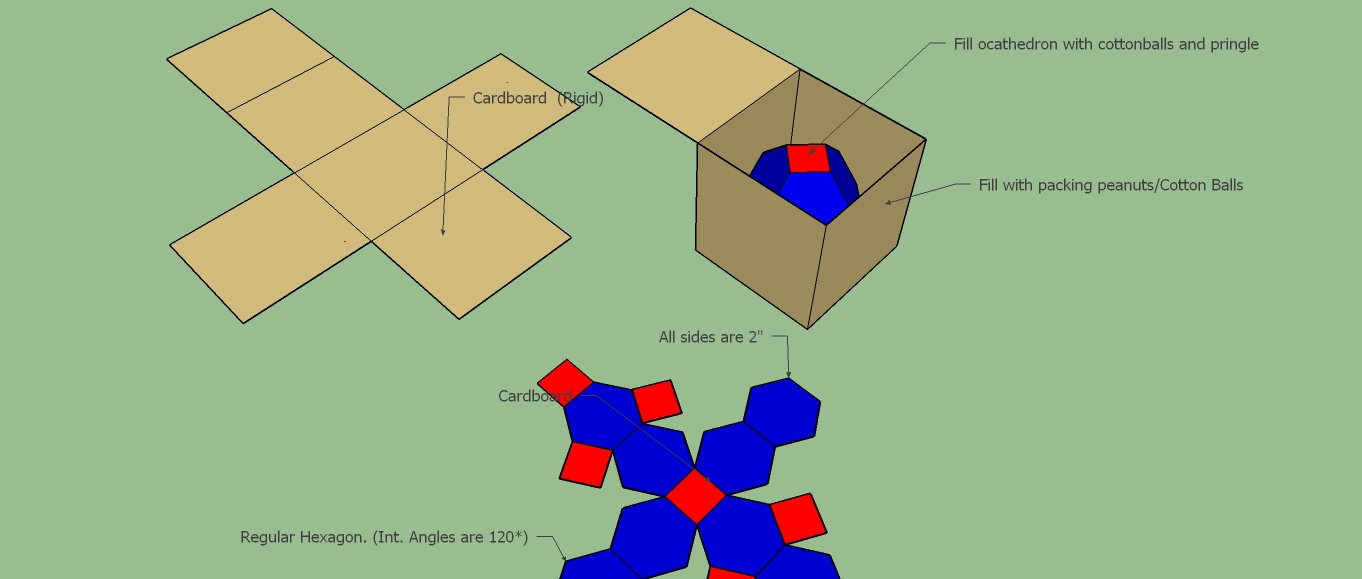 Fill ocathedron with cottonballs and pringle
Cardboard (Rigid)
Fill with packing peanuts/Cotton Balls
All sides are 2"
Cardboard
Regular Hexagon. (Int. Angles are 120*)